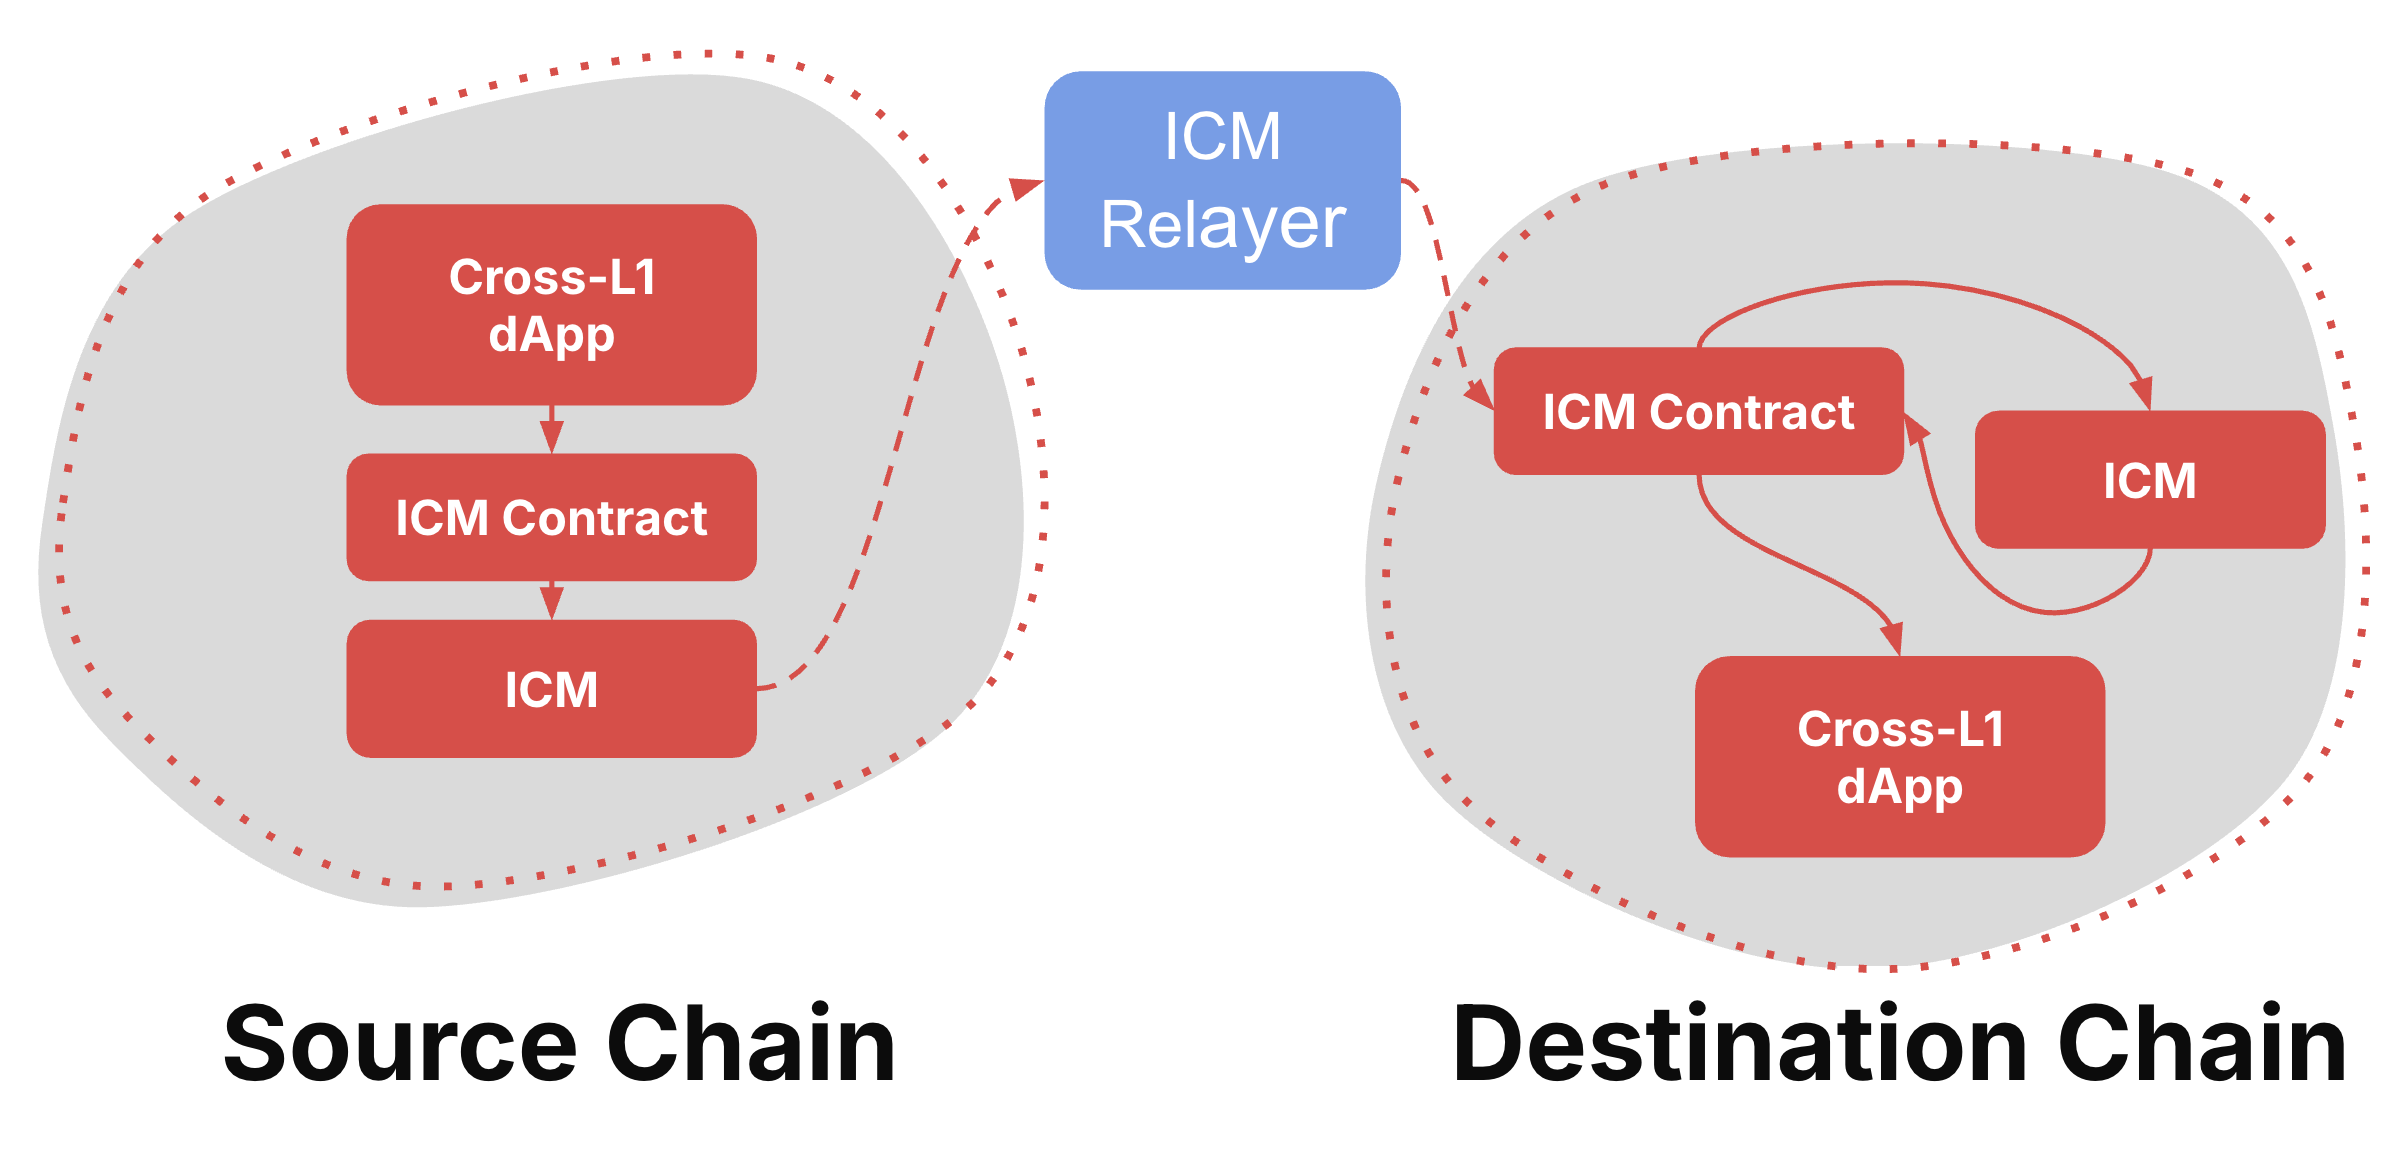 Cross-L1
dApp
ICM Contract
ICM
Source Chain
ICM
Relayer
ICM Contract
ICM
Cross-L1
dApp
Destination Chain